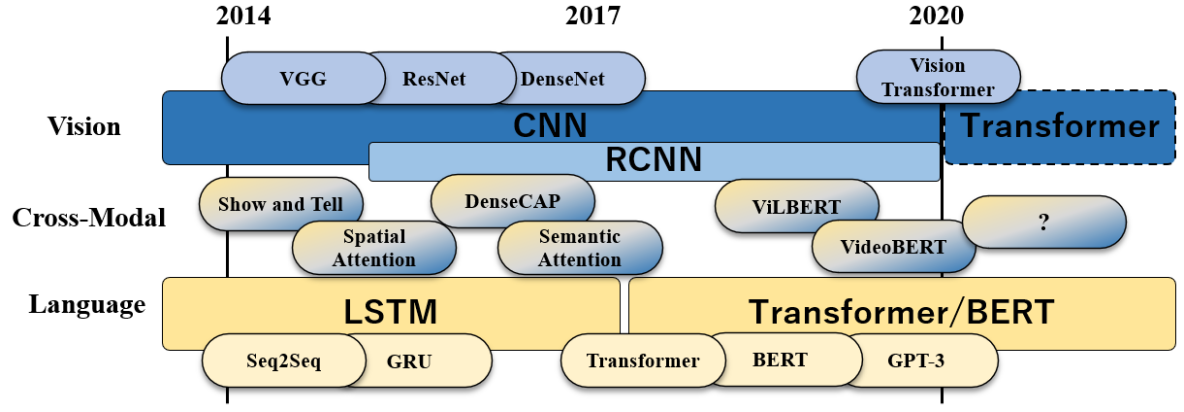 2014 2017 2020
VGG ResNet DenseNet Vision
Transformer
Vision CNN Transformer
RCNN
Cross-Modal Show and Tell DenseCAP ViLBERT ?
Spatial
Attention Semantic
Attention VideoBERT
Language LSTM Transformer/BERT
Seq2Seq GRU Transformer BERT GPT-3